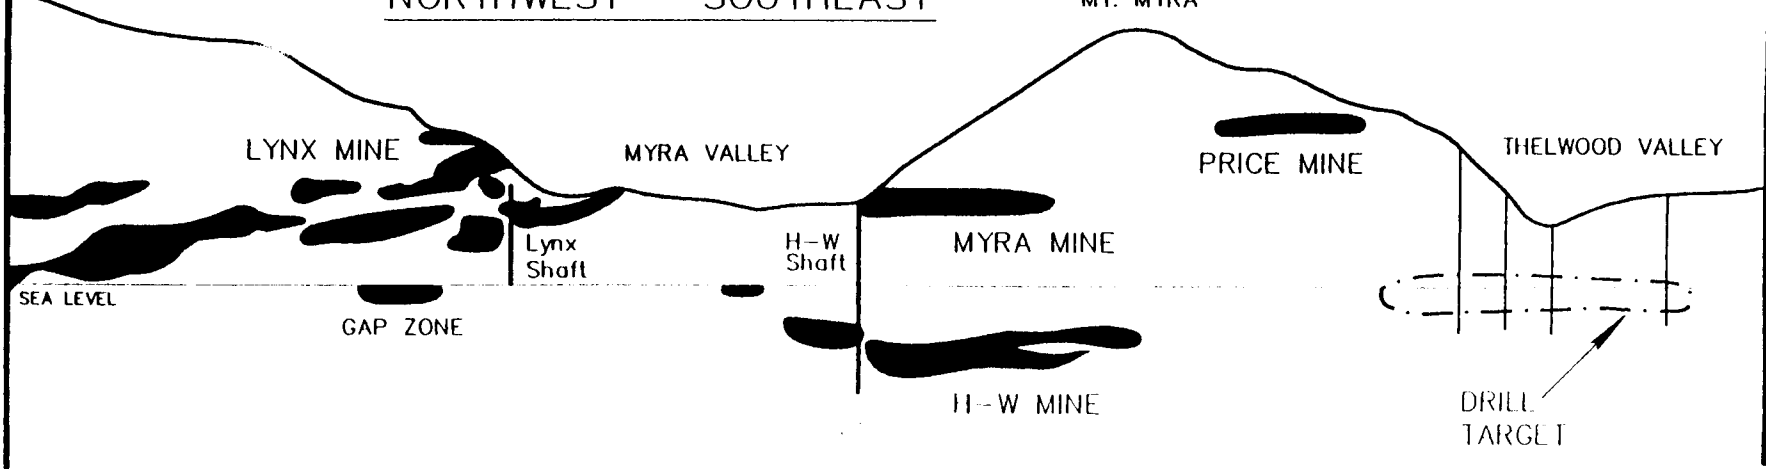 NORTHWEST - SOUTHEAST
MT. MYRA
LYNX MINE
MYRA VALLEY
PRICE MINE
THELWOOD VALLEY
Lynx
Shaft
H-W
Shaft
MYRA MINE
SEA LEVEL
GAP ZONE
H-W MINE
DRILL
TARGET